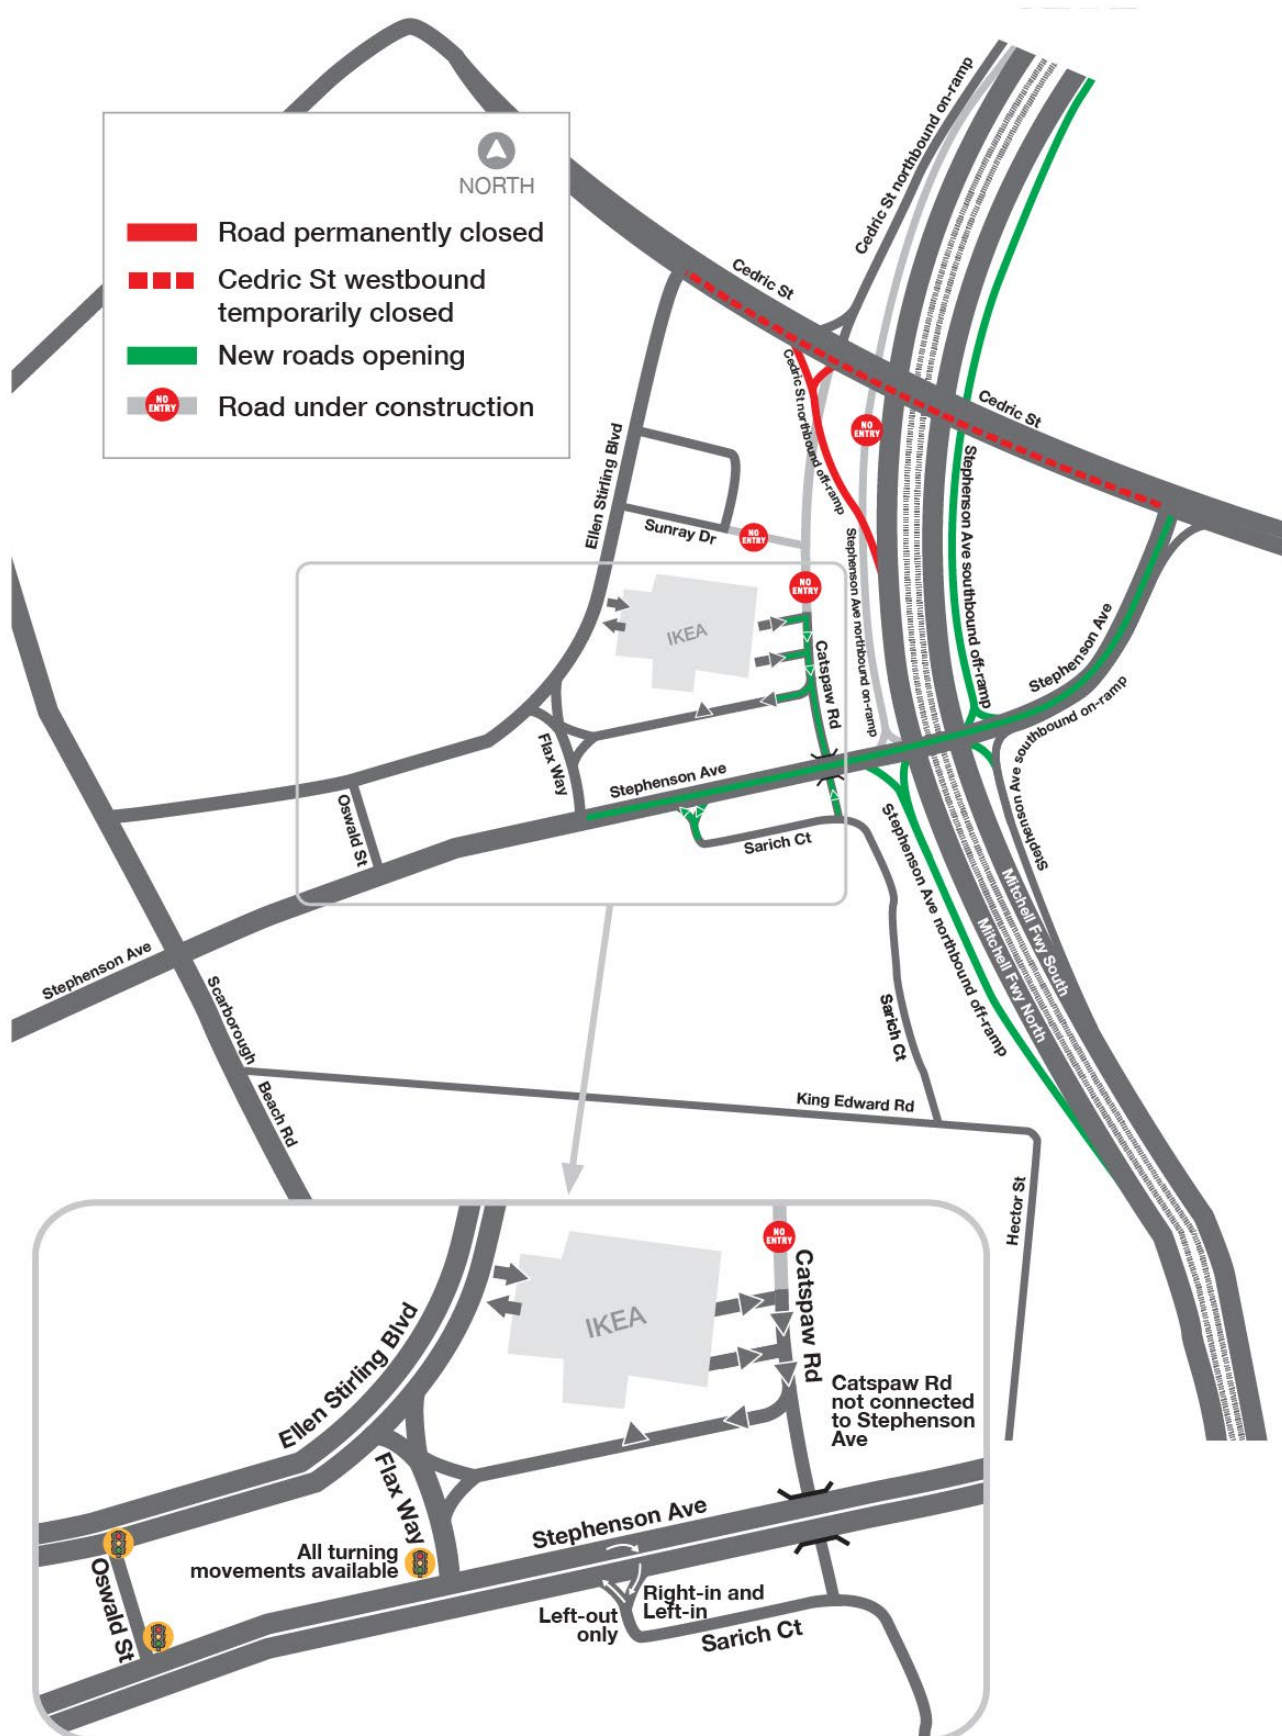 NORTH
Road permanently closed
Cedric St westbound
temporarily closed
New roads opening
NO
ENTRY
Road under construction
Cedric St northbound on-ramp
Cedric St
Cedric St
Cedric St northbound off-ramp
NO
ENTRY
Ellen Stirling Blvd
Sunray Dr
NO
ENTRY
NO
ENTRY
Stephenson Ave northbound on-ramp
Stephenson Ave southbound off-ramp
Stephenson Ave
Stephenson Ave southbound on-ramp
IKEA
Catspaw Rd
Flax Way
Stephenson Ave
Oswald St
Sarich Ct
Stephenson Ave northbound off-ramp
Mitchell Fwy South
Mitchell Fwy North
Stephenson Ave
Scarborough
Beach Rd
Sarich Ct
King Edward Rd
Hector St
NO
ENTRY
Catspaw Rd
IKEA
Ellen Stirling Blvd
Catspaw Rd
not connected
to Stephenson
Ave
Flax Way
Stephenson Ave
All turning
movements available
Oswald St
Right-in and
Left-in
Left-out
only
Sarich Ct